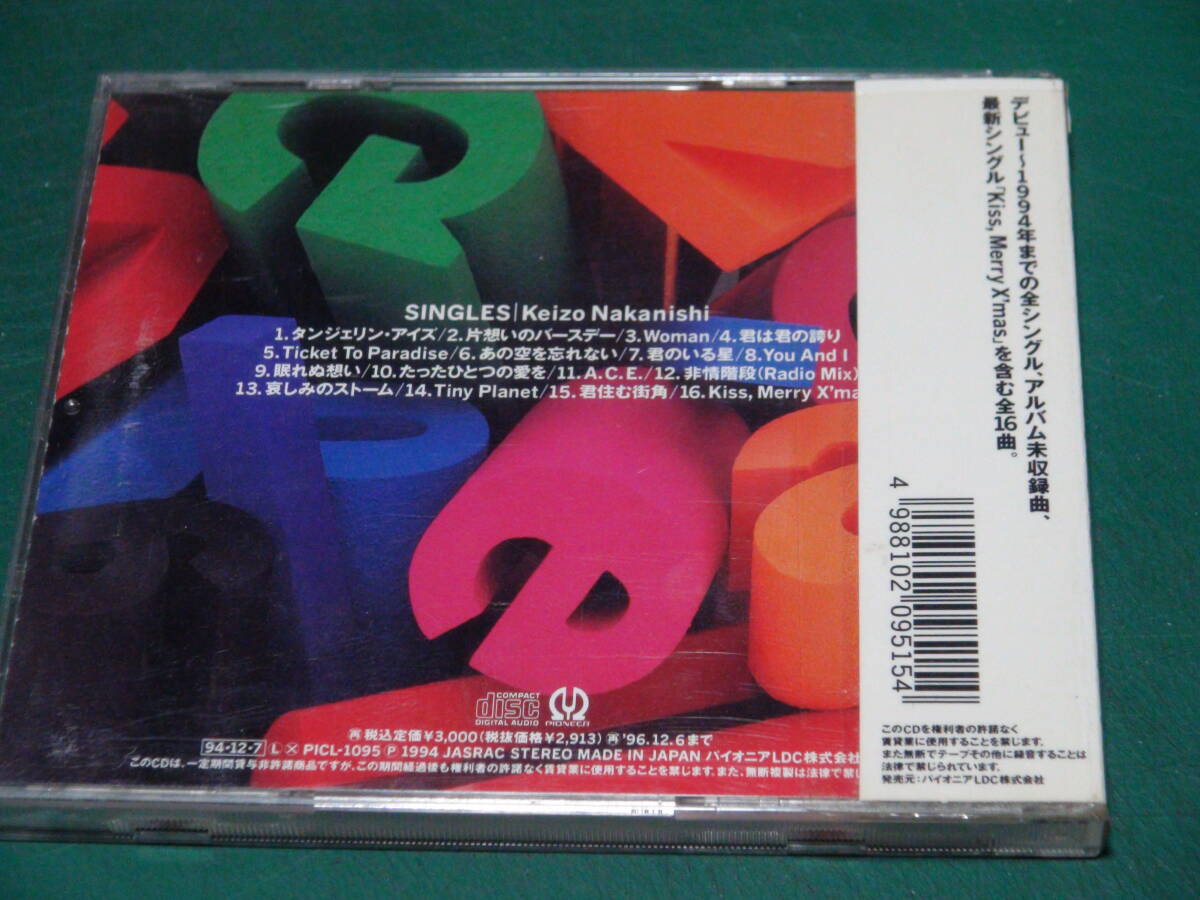 SINGLES|Keizo Nakanishi
1.タンジェリン・アイズ/2.片想いのバースデー/3.Woman/4.君は君の誇り
5.Ticket To Paradise/6.あの空を忘れない/7.君のいる星/8.You And I
9.眠れぬ想い/10.たったひとつの愛を/11.A.C.E./12.非情階段(Radio Mix)
13.哀しみのストーム/14.Tiny Planet/15.君住む街角/16.Kiss, Merry X'ma
COMPACT
disc
DIGITAL AUDIO
PIONEER
再税込定価¥3,000(税抜価格¥2,913)再'96.12.6まで
94・12・7 L X PICL-1095 Ⓟ 1994 JASRAC STEREO MADE IN JAPAN パイオニアLDC株式会社
このCDは、一定期間貸与非許諾商品ですが、この期間経過後も権利者の許諾なく賃貸業に使用することを禁じます。また、無断複製は法律で禁じ
デビュー〜1994年までの全シングル、アルバム未収録曲、
最新シングル「Kiss, Merry X'mas」を含む全16曲。
4 988102 095154
このCDを権利者の許諾なく
賃貸業に使用することを禁じます。
また無断でテープその他に録音することは
法律で禁じられています。
発売元:パイオニアLDC株式会社